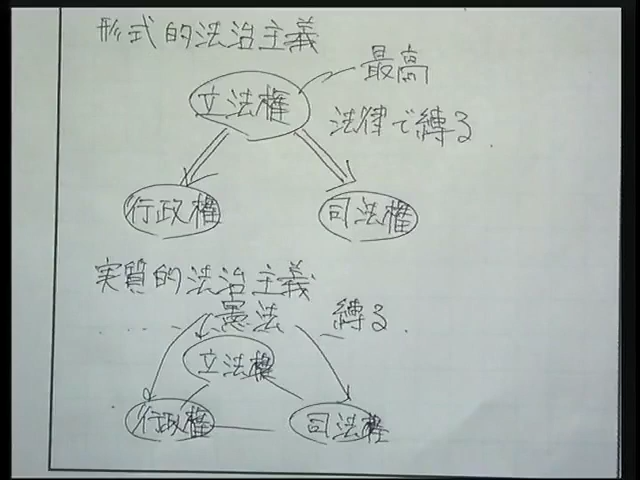 形式的法治主義
最高
立法権
法律で縛る
行政権
司法権
実質的法治主義
憲法 縛る
立法権
行政権
司法権